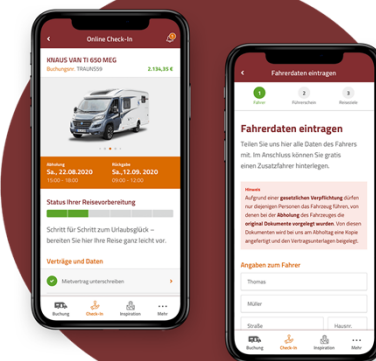 Online Check-In
KNAUS VAN TI 650 MEG
Buchungsnr. TRAUNS59
2.134,55 €
Abholung
Sa., 22.08.2020
15:00 - 18:00
Rückgabe
Sa., 12.09. 2020
09:00 - 12:00
Status Ihrer Reisevorbereitung
Schritt für Schritt zum Urlaubsglück –
bereiten Sie hier Ihre Reise ganz leicht vor.
Verträge und Daten
Mietvertrag unterschreiben
Buchung
Check-In
Inspiration
Mehr
Fahrerdaten eintragen
1
2
3
Fahrer
Führerschein
Reiseziele
Fahrerdaten eintragen
Teilen Sie uns hier alle Daten des Fahrers
mit. Im Anschluss können Sie gratis
einen Zusatzfahrer hinterlegen.
Hinweis
Aufgrund einer gesetzlichen Verpflichtung dürfen
nur diejenigen Personen das Fahrzeug führen, von
denen bei der Abholung des Fahrzeuges die
original Dokumente vorgelegt wurden. Von diesen
Dokumenten wird bei uns am Abholtag eine Kopie
angefertigt und den Vertragsunterlagen beigelegt.
Angaben zum Fahrer
Thomas
Müller
Straße
Hausnr.
Buchung
Check-In
Inspiration
Mehr